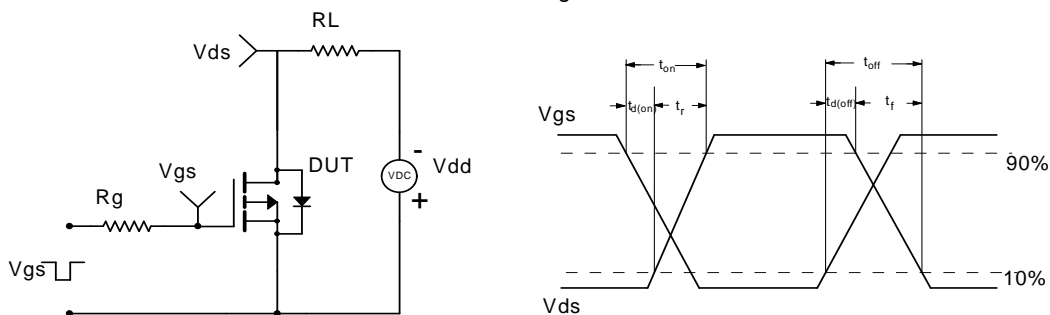 RL
Vds
DUT
Vgs
VDC
-
+
Vdd
Rg
Vgs
ton
toff
td(on)
tr
td(off)
tf
Vgs
90%
10%
Vds